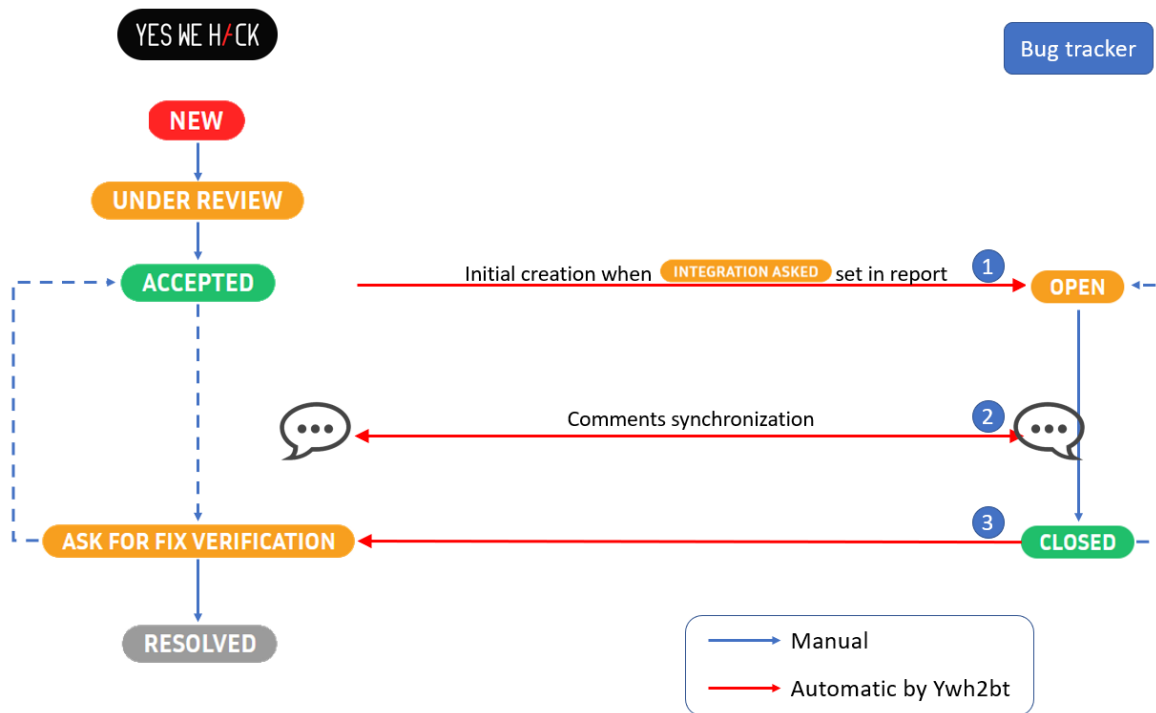 YES WE HACK
Bug tracker
NEW
UNDER REVIEW
ACCEPTED
Initial creation when INTEGRATION ASKED set in report
1
OPEN
Comments synchronization
2
3
ASK FOR FIX VERIFICATION
CLOSED
RESOLVED
Manual
Automatic by Ywh2bt